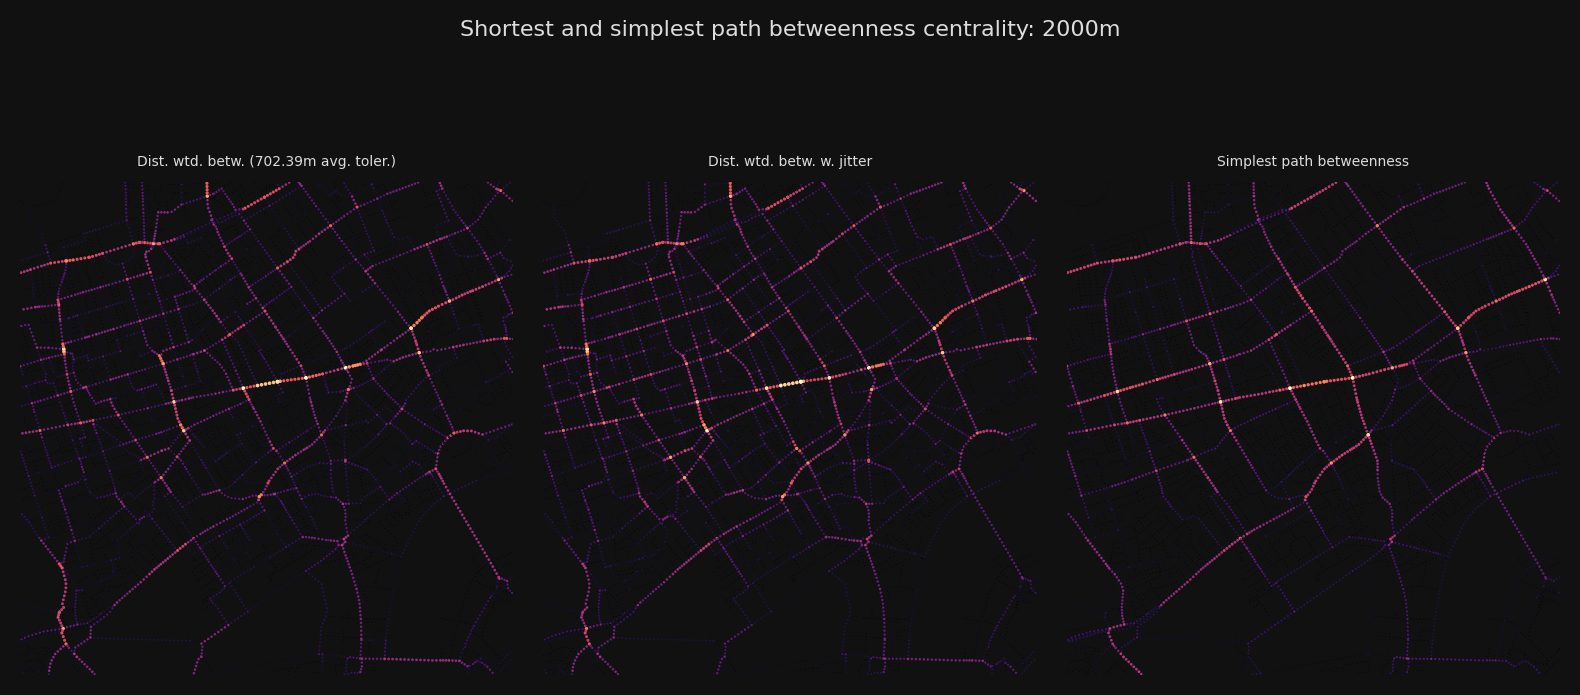 Shortest and simplest path betweenness centrality: 2000m
Dist. wtd. betw. (702.39m avg. toler.)
Dist. wtd. betw. w. jitter
Simplest path betweenness